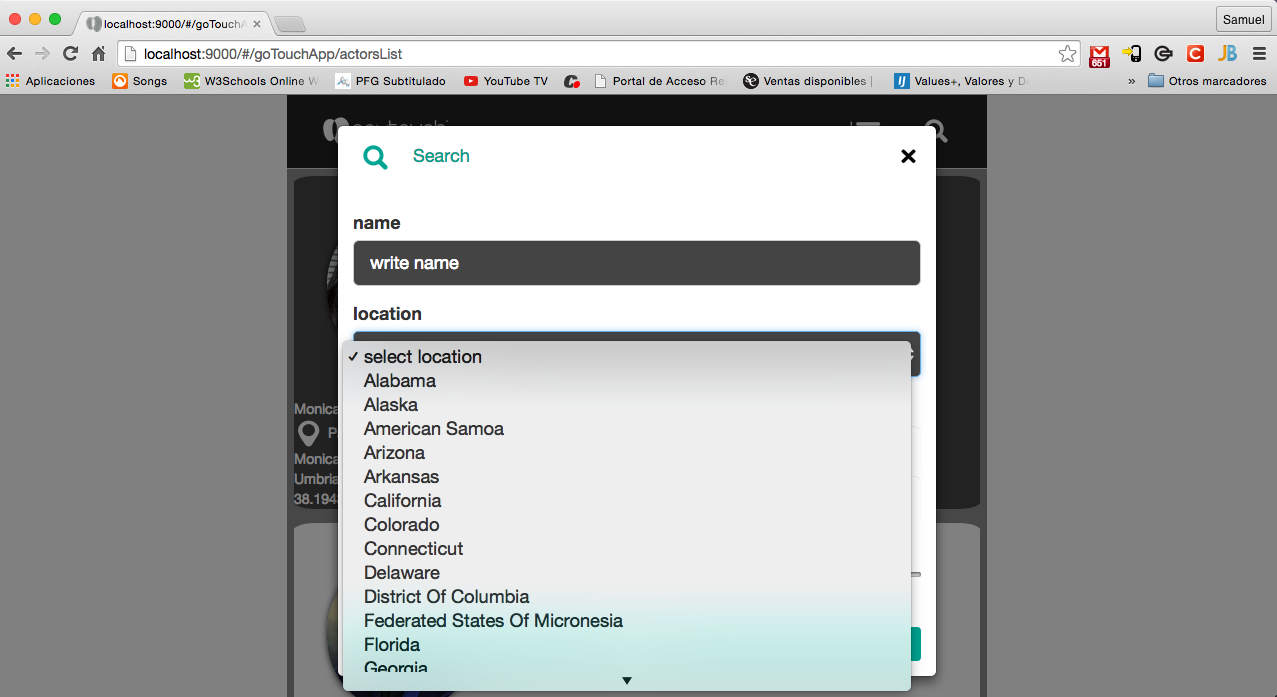 localhost:9000/#/goTouchA
Samuel
localhost:9000/#/goTouchApp/actorsList
651
JB
Aplicaciones
Songs
W3Schools Online W
PFG Subtitulado
YouTube TV
Portal de Acceso Re
Ventas disponibles |
Values+, Valores y D
»
Otros marcadores
Search
name
write name
location
select location
Alabama
Alaska
American Samoa
Arizona
Arkansas
California
Colorado
Connecticut
Delaware
District Of Columbia
Federated States Of Micronesia
Florida
Georgia
Monica
P
Monica
Umbria
38.194